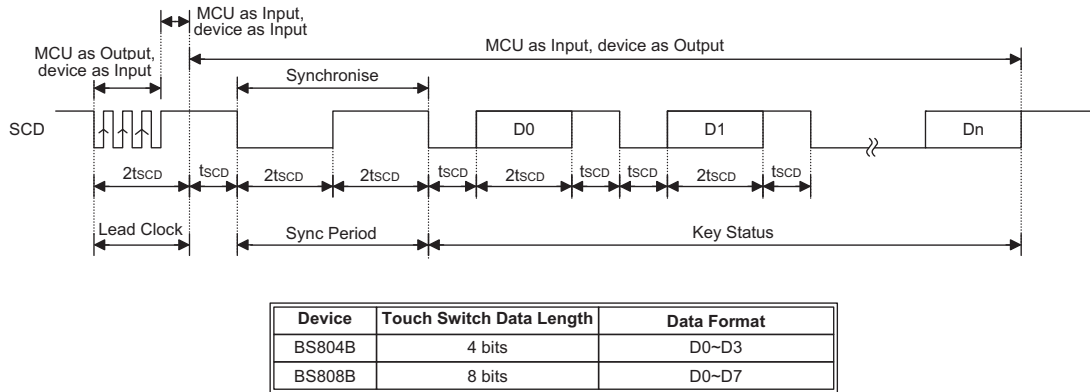 MCU as Input,
device as Input
MCU as Output,
device as Input
MCU as Input, device as Output
Synchronise
SCD
D0
D1
Dn
2tSCD
tSCD
2tSCD
2tSCD
tSCD
2tSCD
tSCD
tSCD
2tSCD
tSCD
Lead Clock
Sync Period
Key Status
Device Touch Switch Data Length Data Format
BS804B 4 bits D0~D3
BS808B 8 bits D0~D7